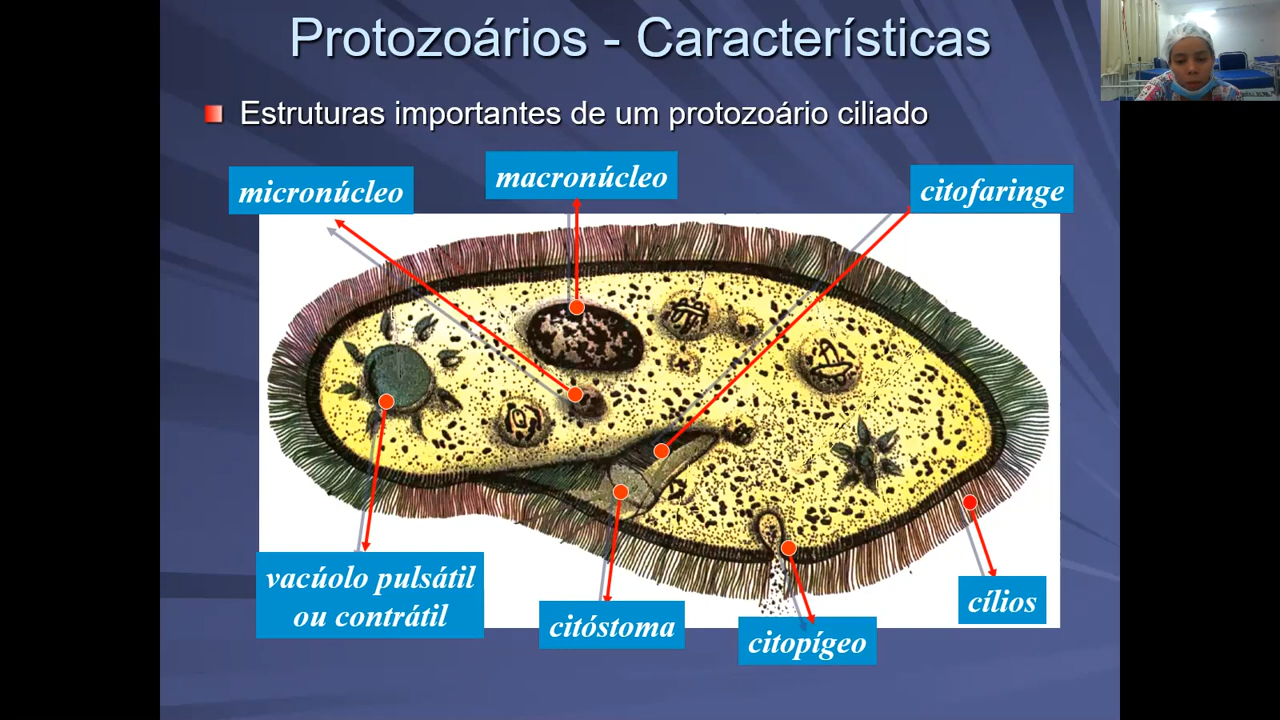 Protozoários - Características
Estruturas importantes de um protozoário ciliado
micronúcleo
macronúcleo
citofaringe
vacúolo pulsátil
ou contrátil
citóstoma
citopígeo
cílios